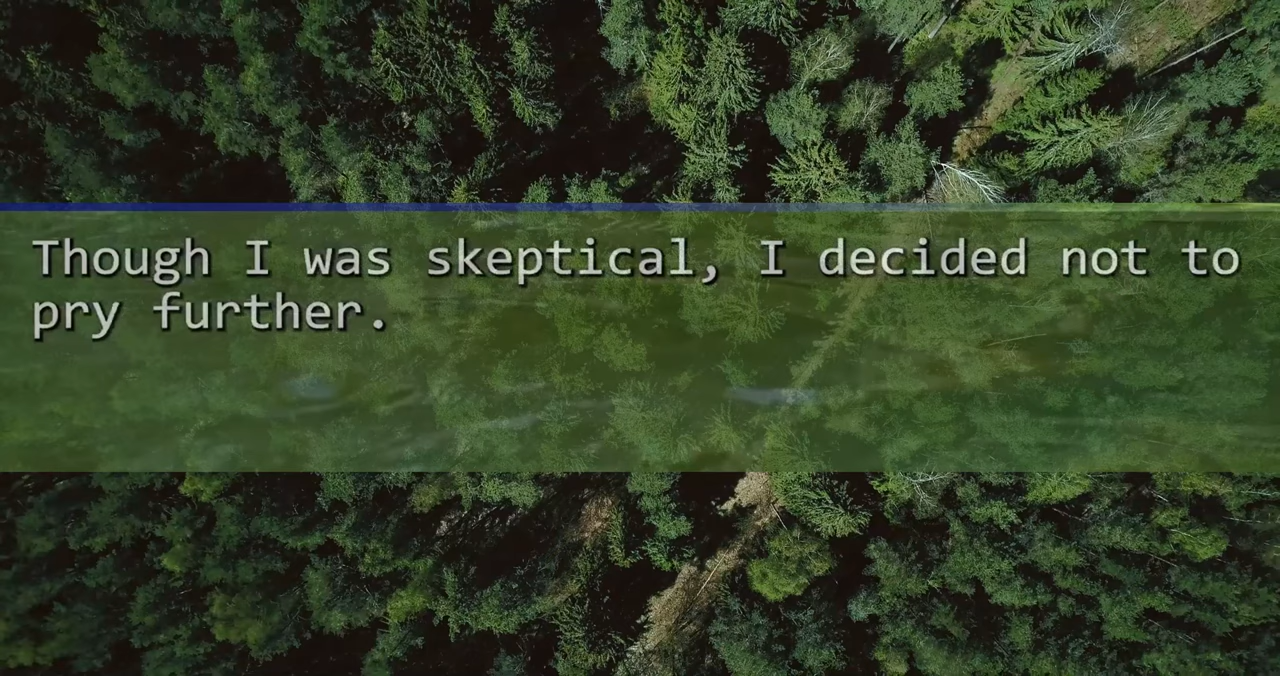 Though I was skeptical, I decided not to
pry further.